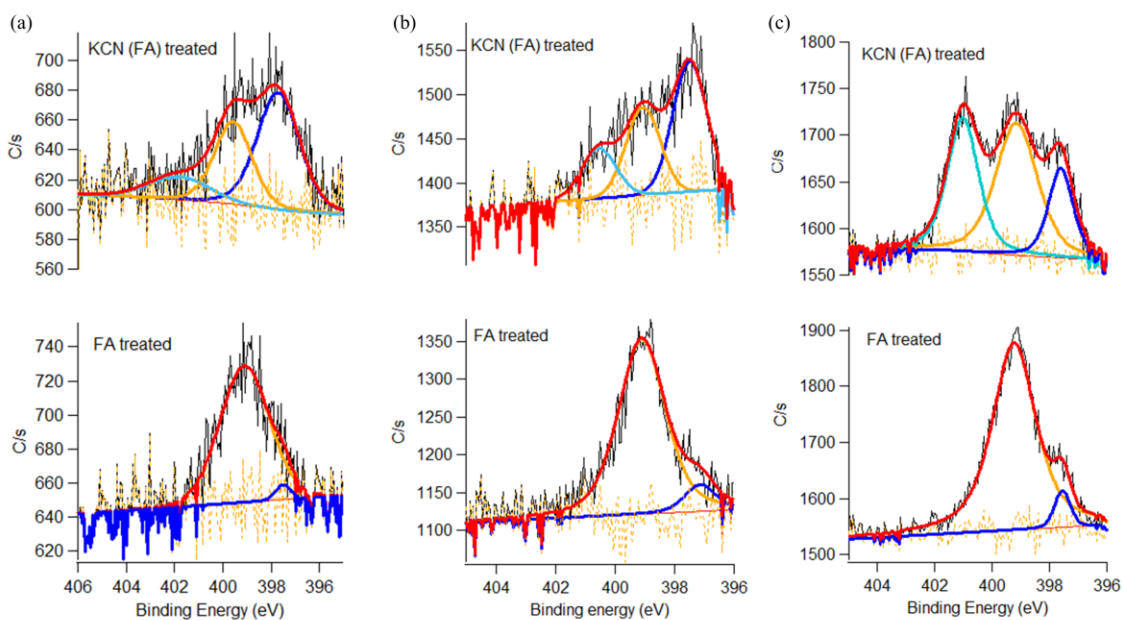 (a)
KCN (FA) treated
C/s
700
680
660
640
620
600
580
560
(b)
KCN (FA) treated
C/s
1550
1500
1450
1400
1350
(c)
KCN (FA) treated
C/s
1800
1750
1700
1650
1600
1550
FA treated
C/s
740
720
700
680
660
640
620
406 404 402 400 398 396
Binding Energy (eV)
FA treated
C/s
1350
1300
1250
1200
1150
1100
404 402 400 398 396
Binding energy (eV)
FA treated
C/s
1900
1800
1700
1600
1500
404 402 400 398 396
Binding Energy (eV)